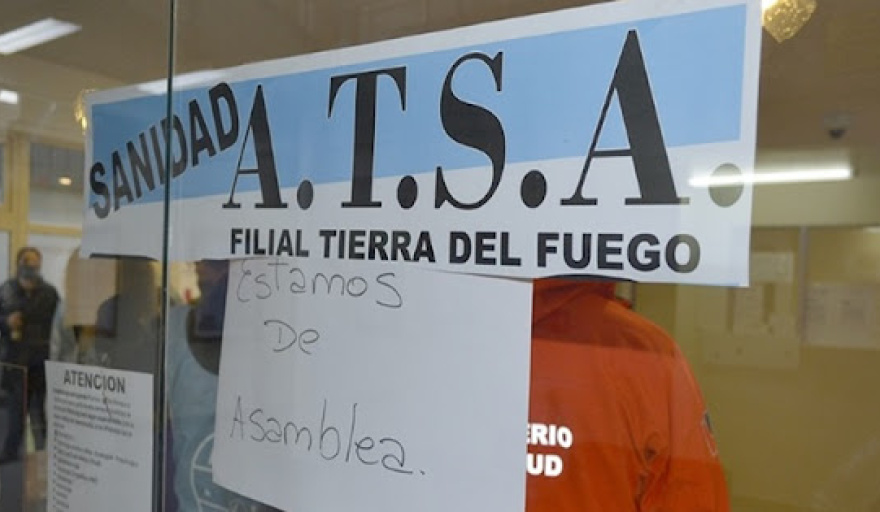 SANIDAD
A.T.S.A.
FILIAL TIERRA DEL FUEGO
Estamos
De
Asamblea.
ATENCION
ERIO
UD